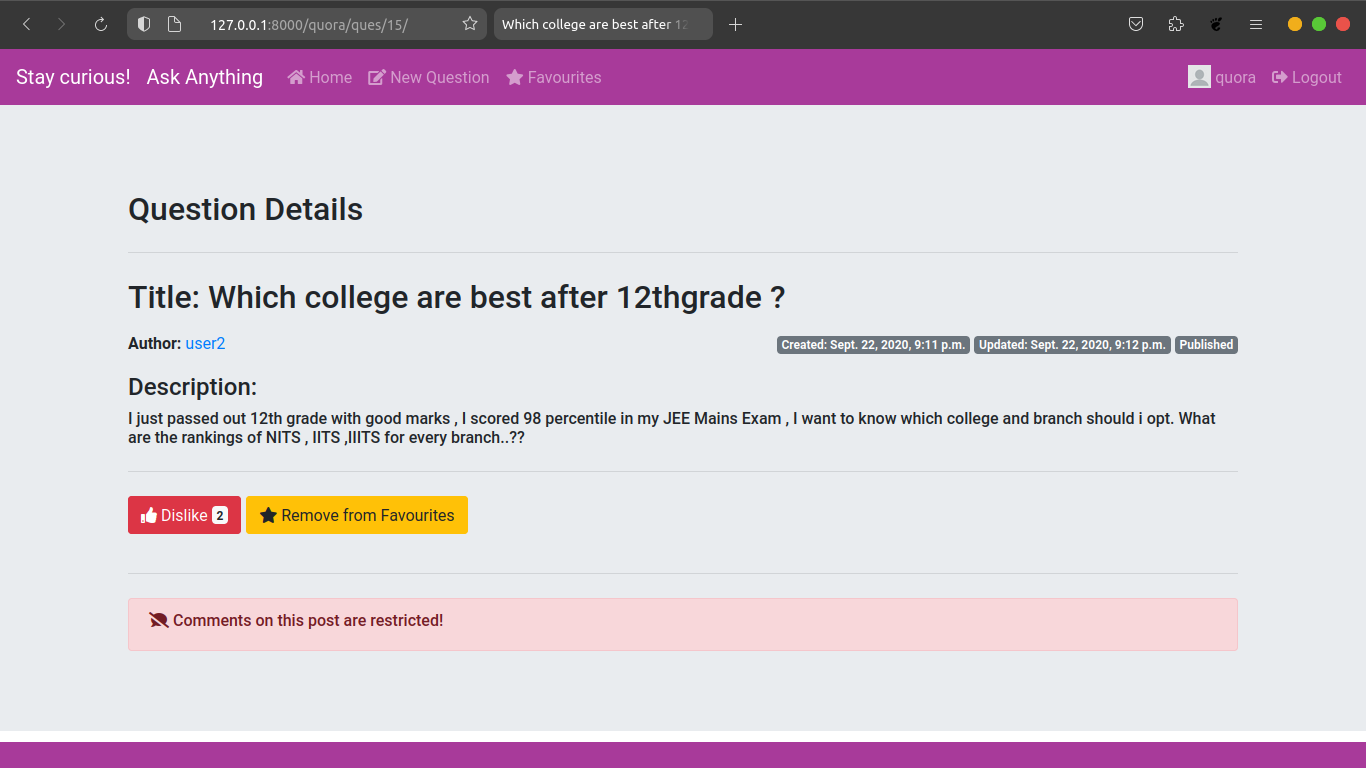 127.0.0.1:8000/quora/ques/15/ Which college are best after 12
Stay curious! Ask Anything Home New Question Favourites quora Logout
Question Details
Title: Which college are best after 12thgrade ?
Author: user2 Created: Sept. 22, 2020, 9:11 p.m. Updated: Sept. 22, 2020, 9:12 p.m. Published
Description:
I just passed out 12th grade with good marks , I scored 98 percentile in my JEE Mains Exam , I want to know which college and branch should i opt. What
are the rankings of NITS , IITS ,IIITS for every branch..??
Dislike 2 Remove from Favourites
Comments on this post are restricted!